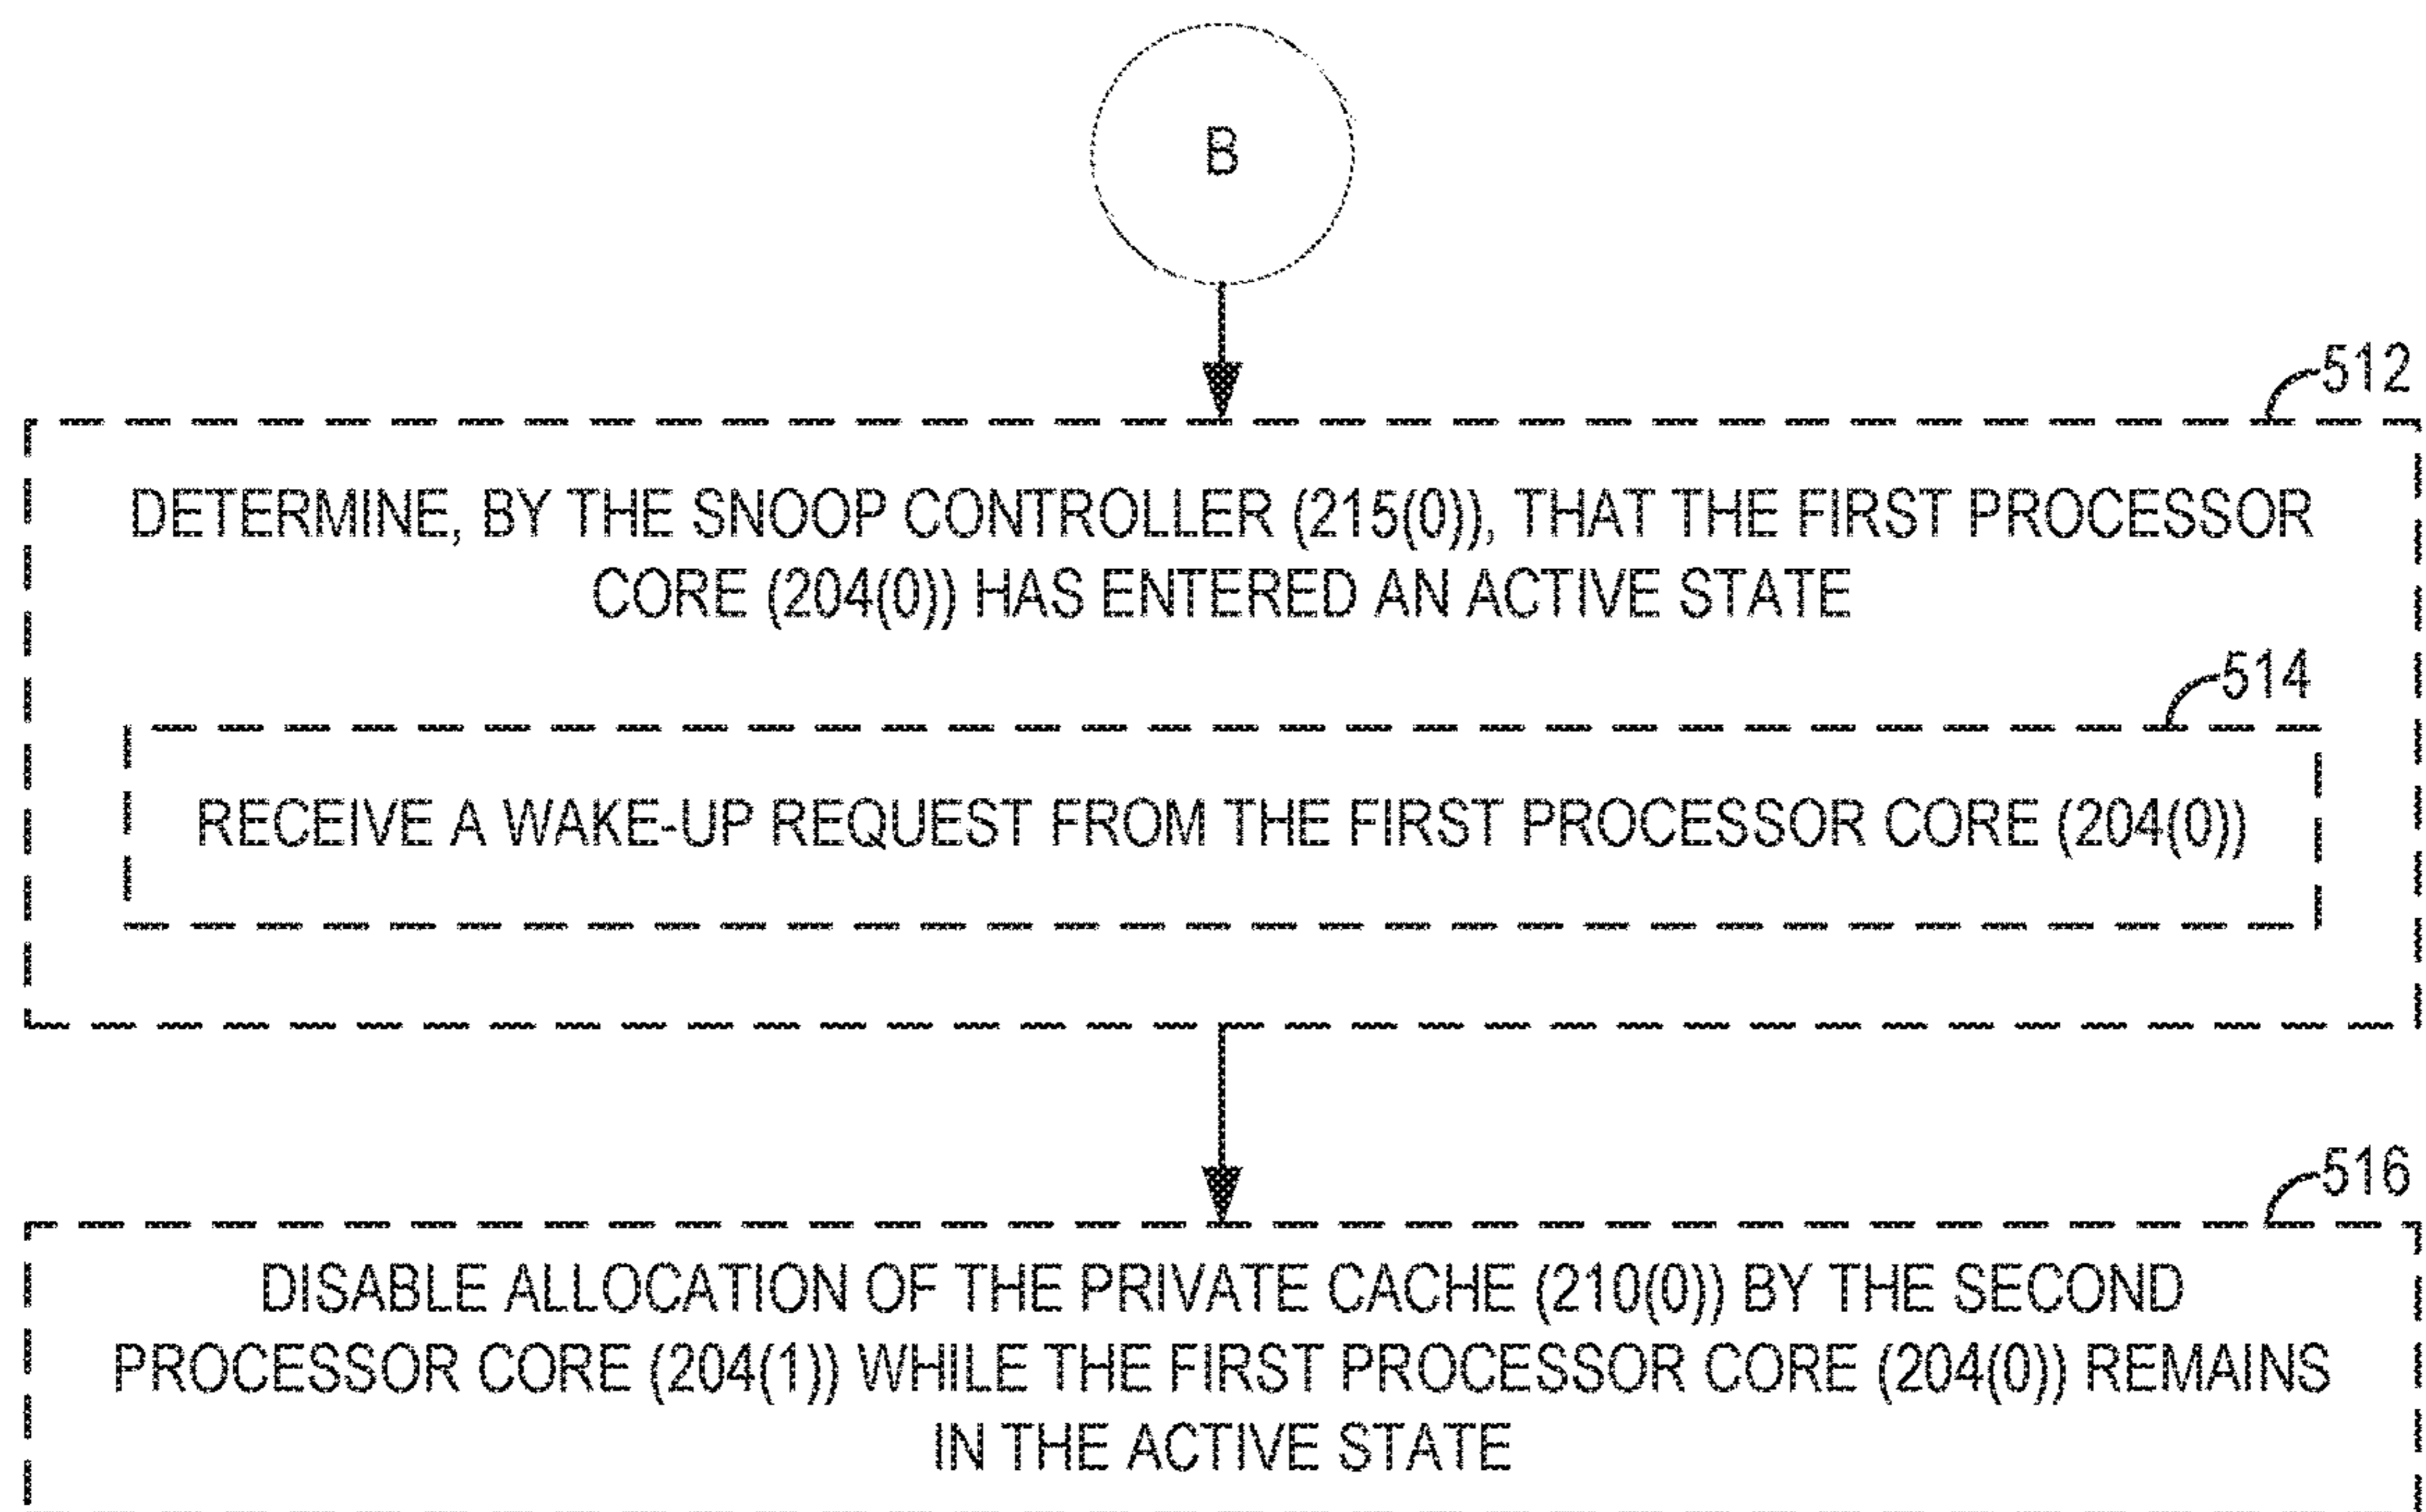 B
512
DETERMINE, BY THE SNOOP CONTROLLER (215(0)), THAT THE FIRST PROCESSOR
CORE (204(0)) HAS ENTERED AN ACTIVE STATE
514
RECEIVE A WAKE-UP REQUEST FROM THE FIRST PROCESSOR CORE (204(0))
516
DISABLE ALLOCATION OF THE PRIVATE CACHE (210(0)) BY THE SECOND
PROCESSOR CORE (204(1)) WHILE THE FIRST PROCESSOR CORE (204(0)) REMAINS
IN THE ACTIVE STATE